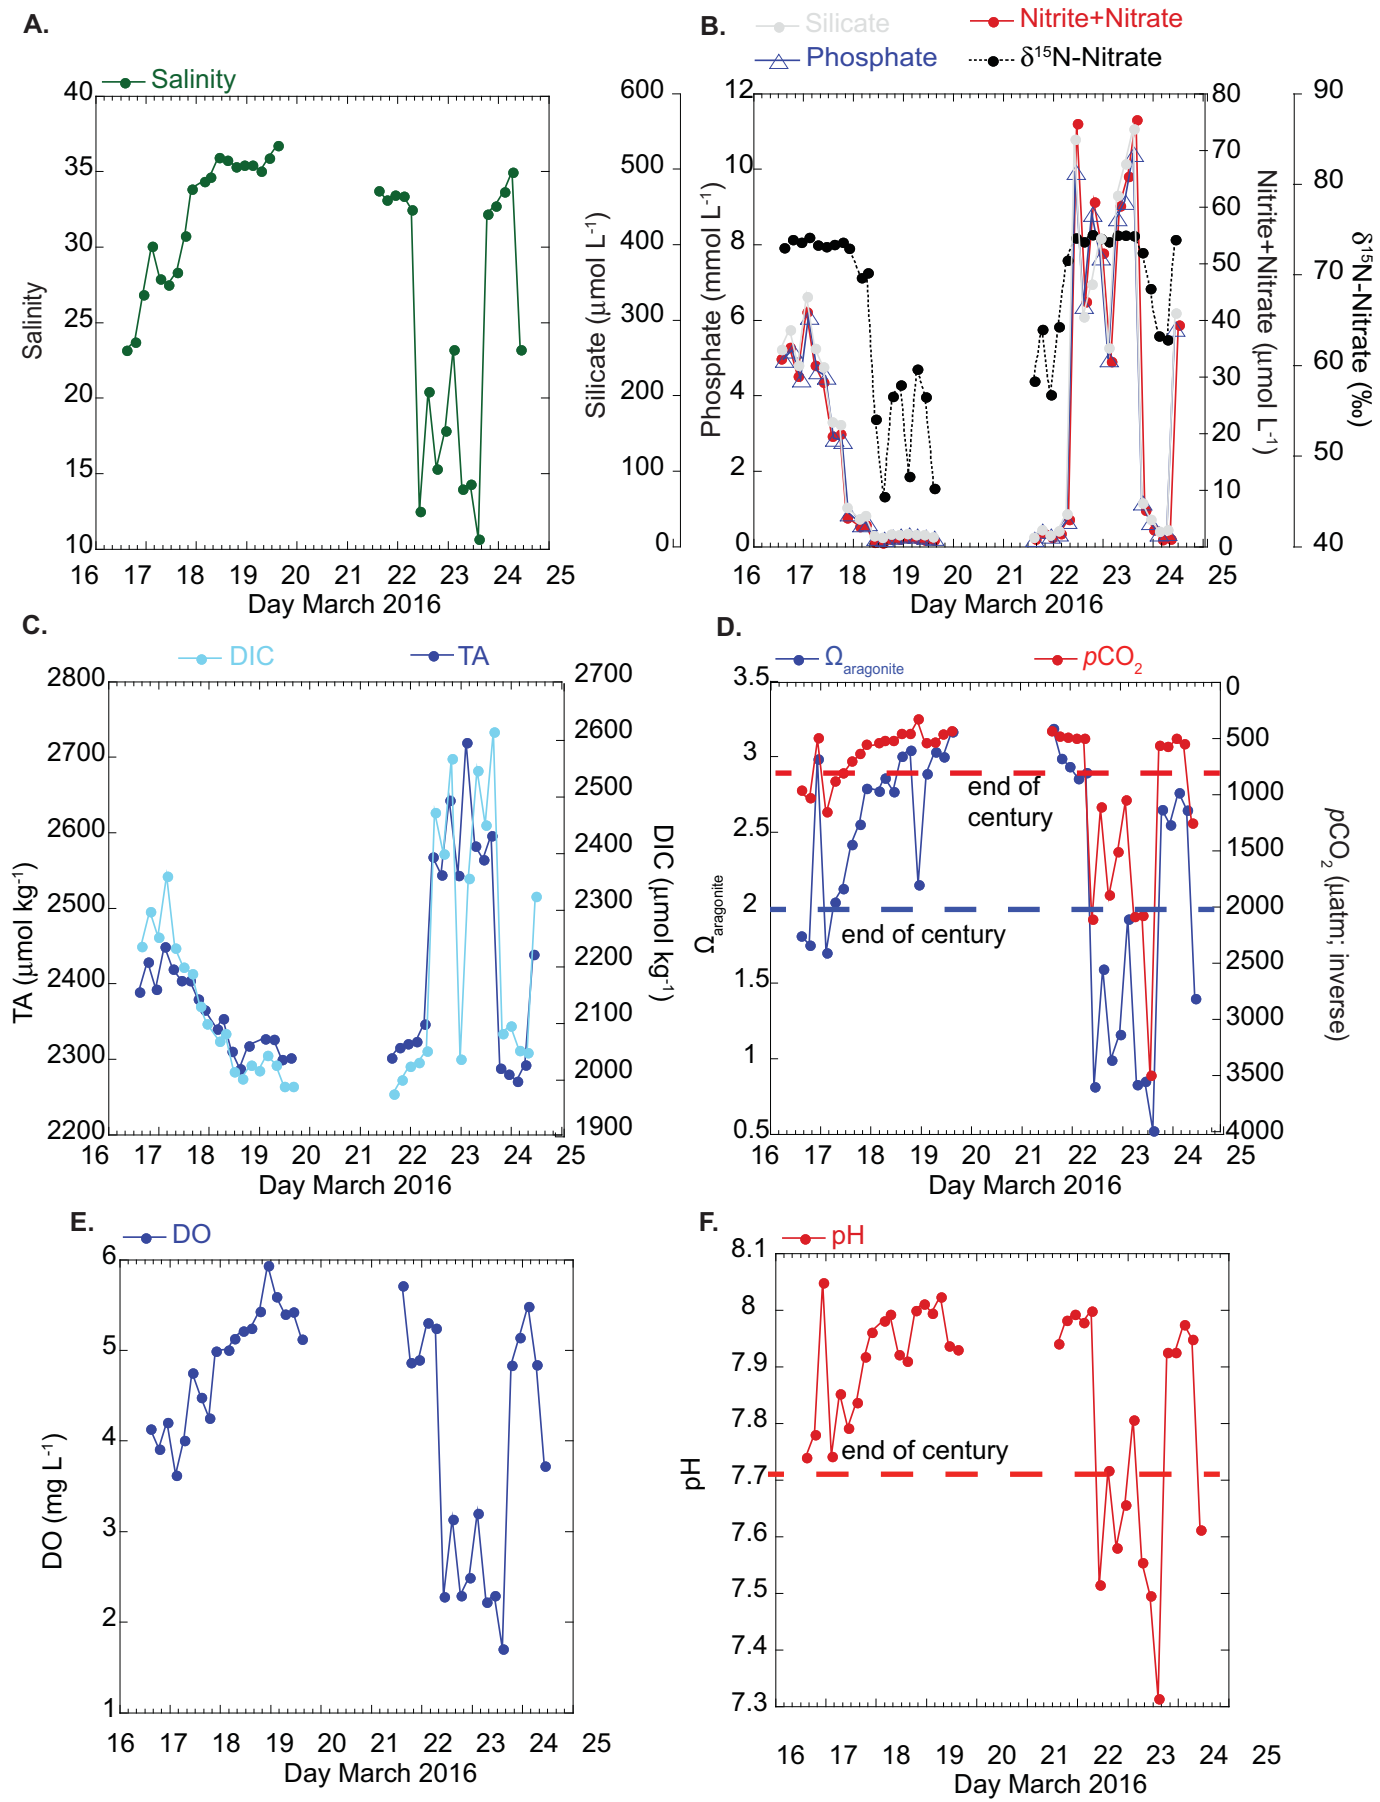 A.
Salinity
40
35
30
25
20
15
10
Salinity
16 17 18 19 20 21 22 23 24 25
Day March 2016
600
500
400
300
200
100
0
Silicate (μmol L⁻¹)
B.
Silicate
Nitrite+Nitrate
Phosphate
δ¹⁵N-Nitrate
12
10
8
6
4
2
0
Phosphate (mmol L⁻¹)
80
70
60
50
40
30
20
10
0
Nitrite+Nitrate (μmol L⁻¹)
90
80
70
60
50
40
δ¹⁵N-Nitrate (‰)
16 17 18 19 20 21 22 23 24 25
Day March 2016
C.
DIC
TA
2800
2700
2600
2500
2400
2300
2200
TA (μmol kg⁻¹)
2700
2600
2500
2400
2300
2200
2100
2000
1900
DIC (μmol kg⁻¹)
16 17 18 19 20 21 22 23 24 25
Day March 2016
D.
Ωaragonite
pCO₂
3.5
3
2.5
2
1.5
1
0.5
Ωaragonite
end of
century
end of century
0
500
1000
1500
2000
2500
3000
3500
4000
pCO₂ (μatm; inverse)
16 17 18 19 20 21 22 23 24 25
Day March 2016
E.
DO
6
5
4
3
2
1
DO (mg L⁻¹)
16 17 18 19 20 21 22 23 24 25
Day March 2016
F.
pH
8.1
8
7.9
7.8
7.7
7.6
7.5
7.4
7.3
pH
end of century
16 17 18 19 20 21 22 23 24 25
Day March 2016